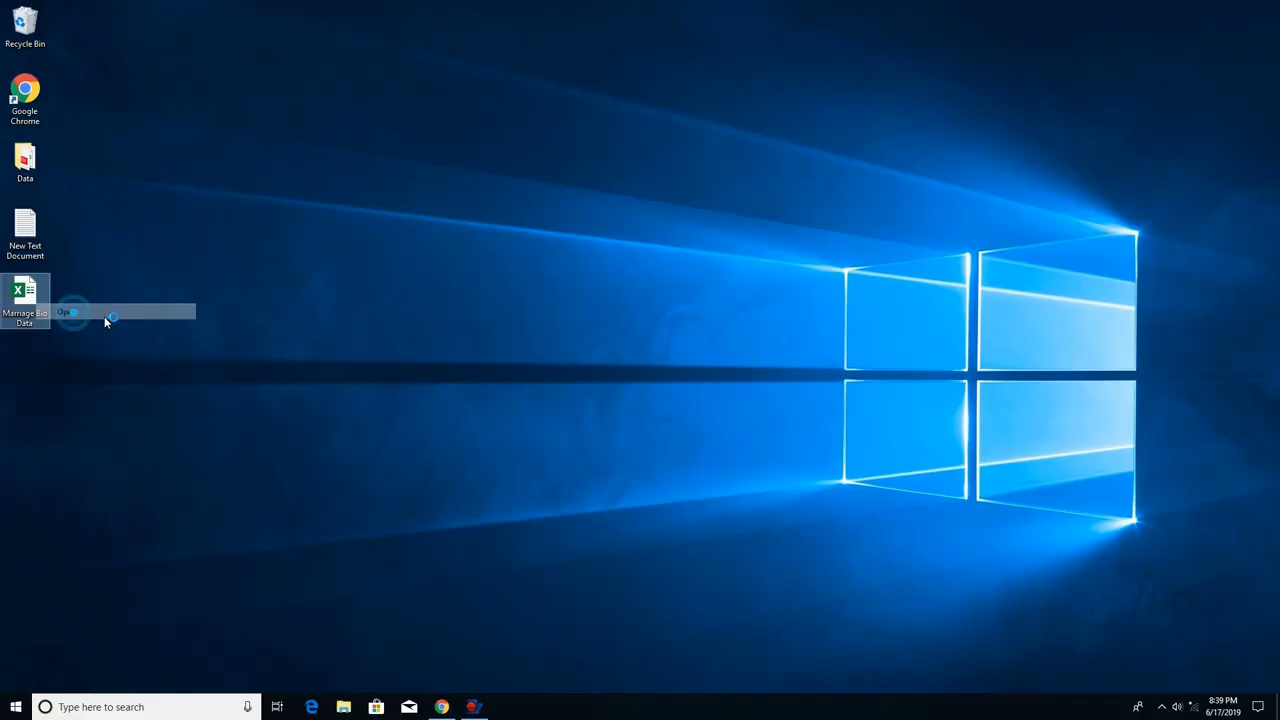 Recycle Bin
Google
Chrome
Data
New Text
Document
Marriage Bio
Data
Open
Type here to search
8:39 PM
6/17/2019